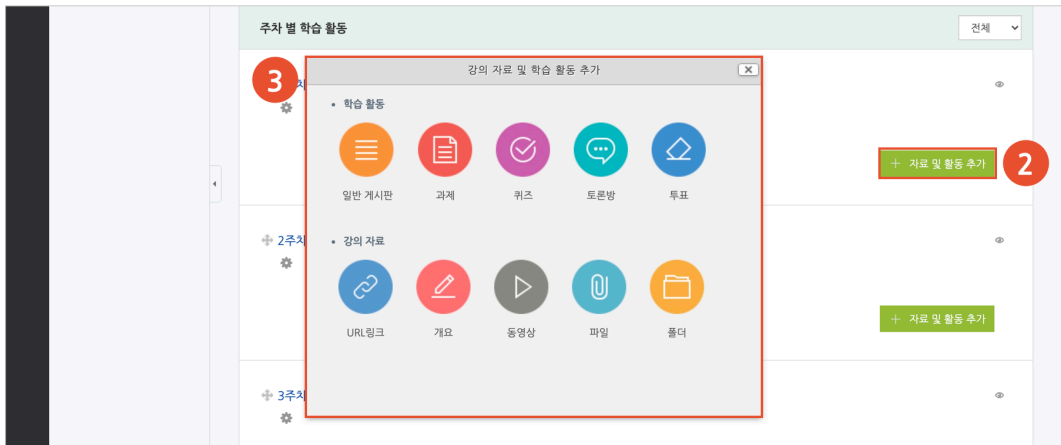 주차 별 학습 활동
전체
3
강의 자료 및 학습 활동 추가
• 학습 활동
일반 게시판 과제 퀴즈 토론방 투표
+ 자료 및 활동 추가
2
2주차
• 강의 자료
URL링크 개요 동영상 파일 폴더
+ 자료 및 활동 추가
3주차